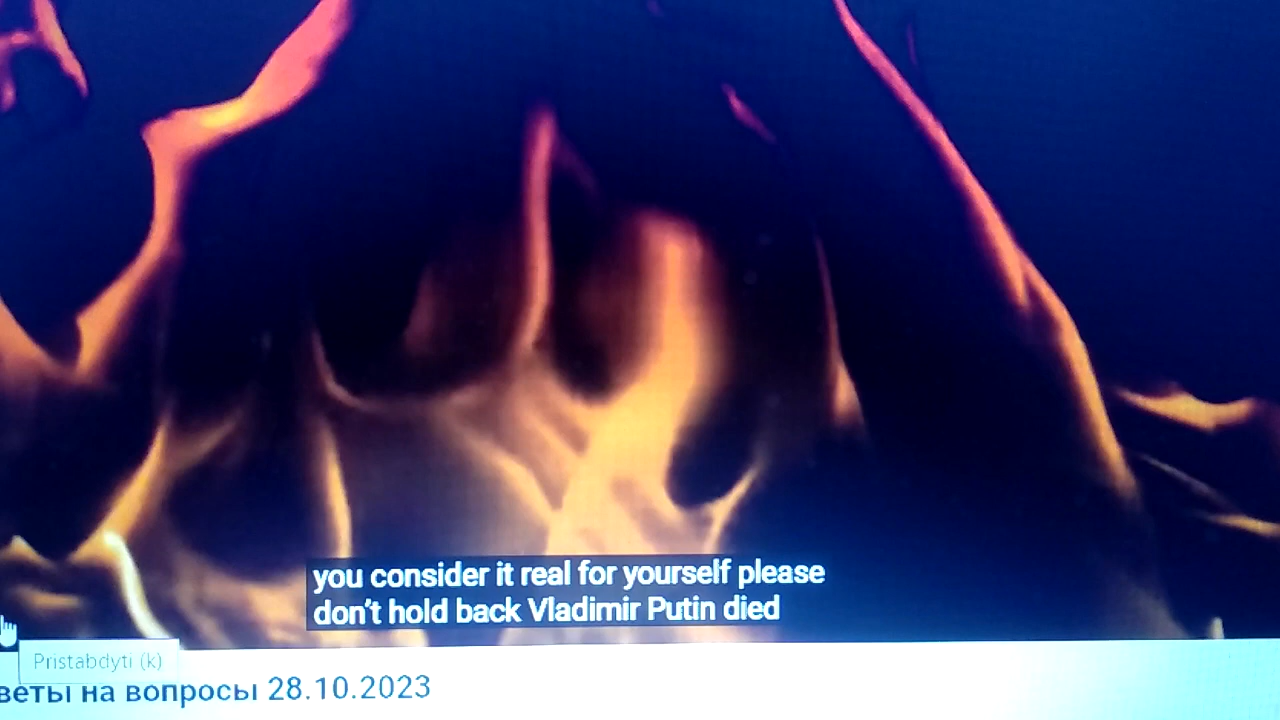 you consider it real for yourself please
don't hold back Vladimir Putin died
Pristabdyti (k)
веты на вопросы 28.10.2023